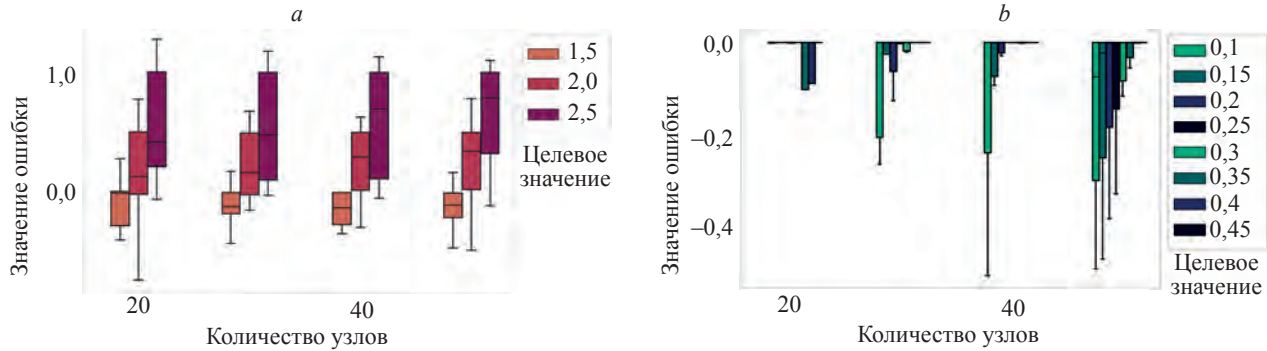 a
Значение ошибки
1,0
0,0
20
40
Количество узлов
1,5
2,0
2,5
Целевое
значение
b
Значение ошибки
0,0
–0,2
–0,4
20
40
Количество узлов
0,1
0,15
0,2
0,25
0,3
0,35
0,4
0,45
Целевое
значение